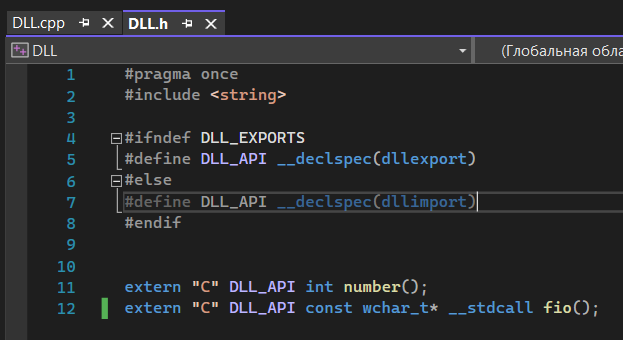 DLL.cpp DLL.h
DLL (Глобальная обла
1 #pragma once
2 #include <string>
3
4 #ifndef DLL_EXPORTS
5 #define DLL_API __declspec(dllexport)
6 #else
7 #define DLL_API __declspec(dllimport)
8 #endif
9
10
11 extern "C" DLL_API int number();
12 extern "C" DLL_API const wchar_t* __stdcall fio();